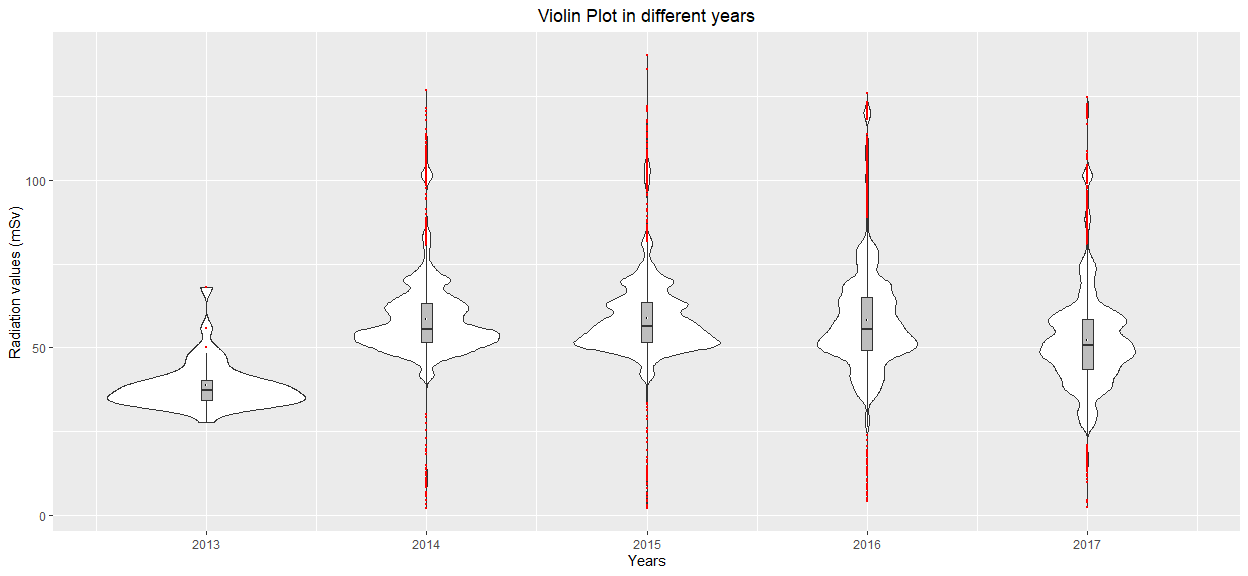 Violin Plot in different years
Radiation values (mSv)
100
50
0
2013 2014 2015 2016 2017
Years